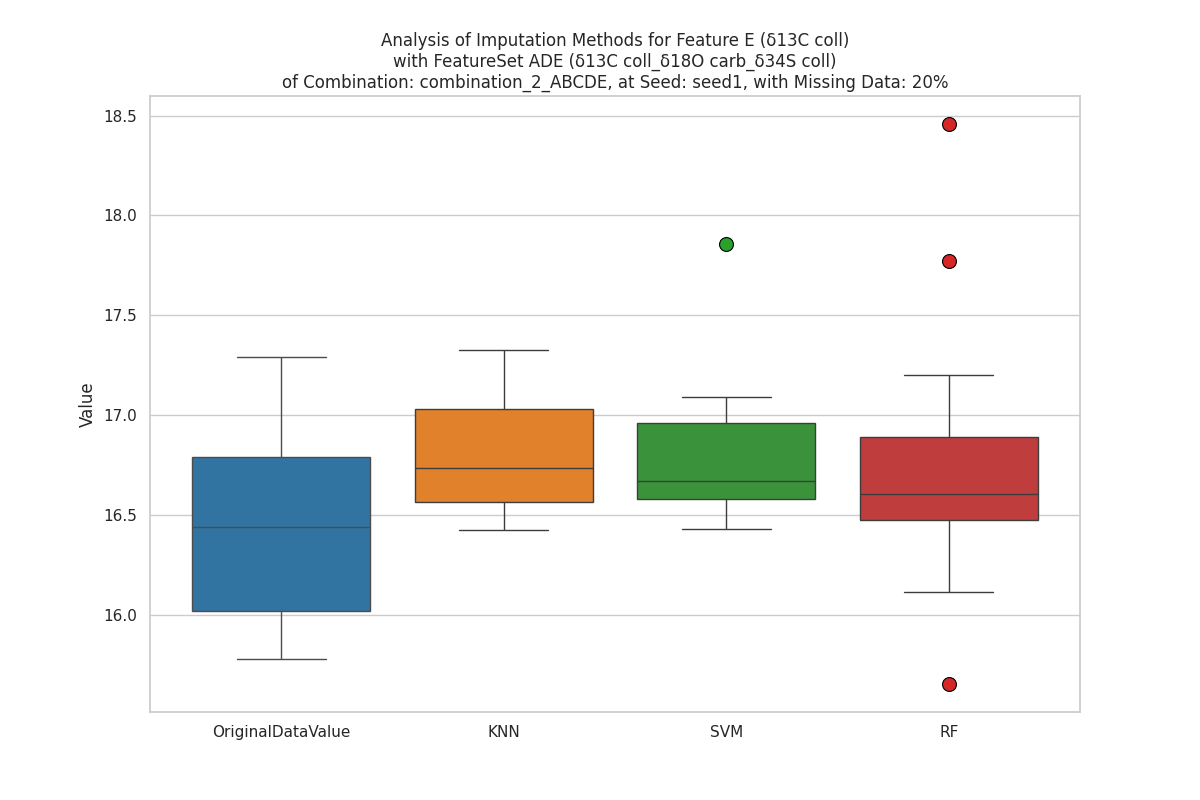 Analysis of Imputation Methods for Feature E (δ13C coll)
with FeatureSet ADE (δ13C coll_δ18O carb_δ34S coll)
of Combination: combination_2_ABCDE, at Seed: seed1, with Missing Data: 20%
18.5
18.0
17.5
17.0
16.5
16.0
Value
OriginalDataValue
KNN
SVM
RF